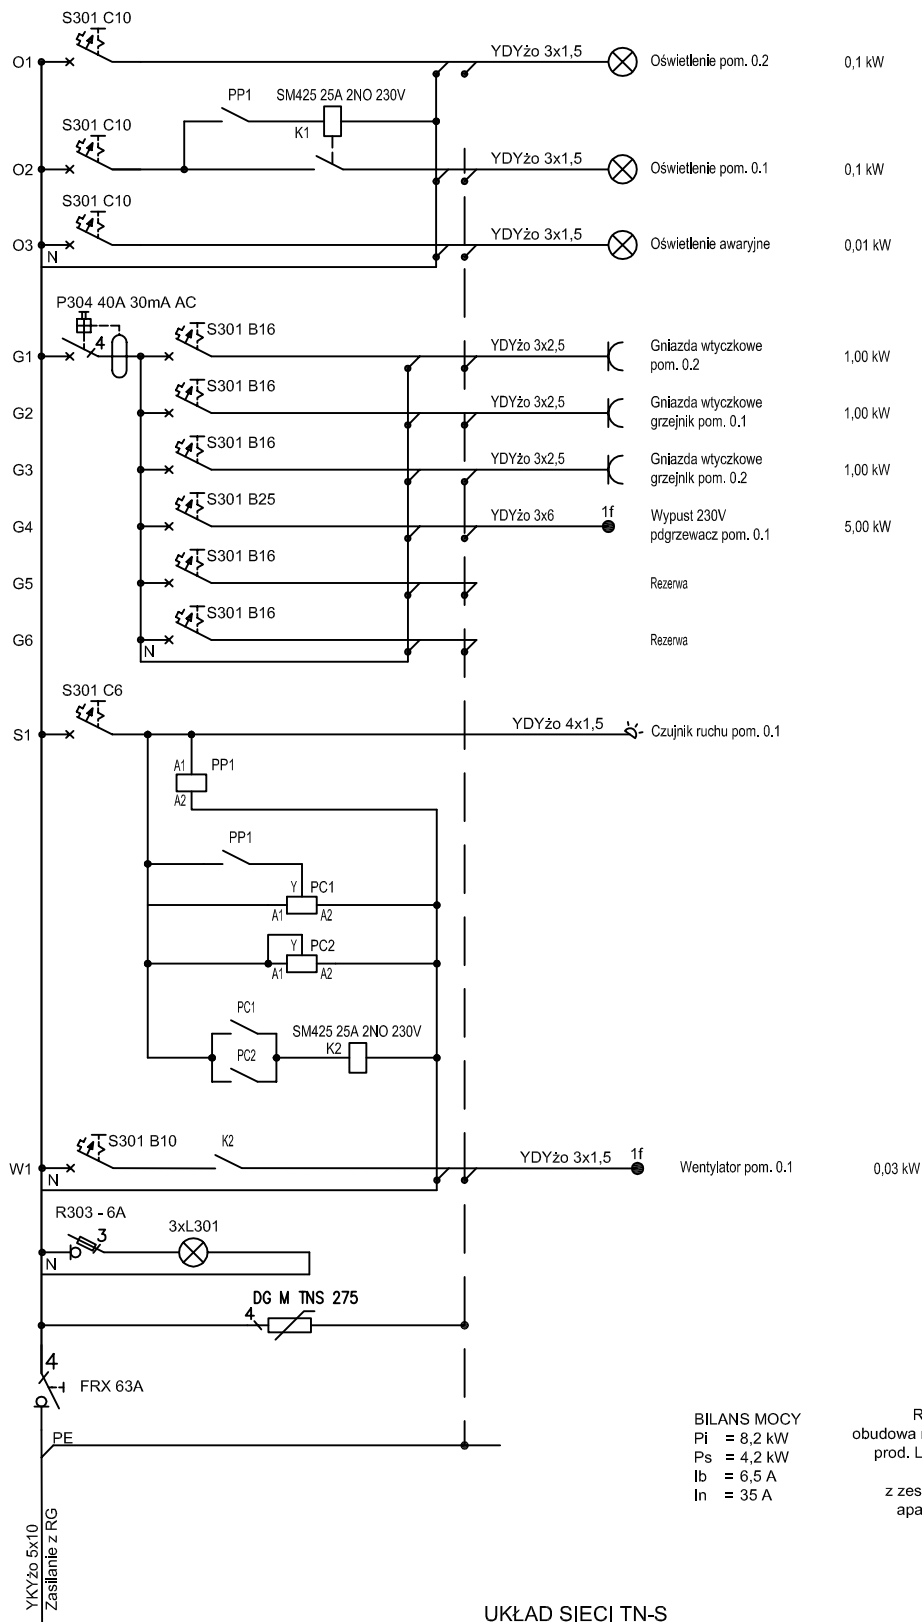 S301 C10
O1
YDYżo 3x1,5
Oświetlenie pom. 0.2
0,1 kW
PP1
SM425 25A 2NO 230V
K1
S301 C10
O2
YDYżo 3x1,5
Oświetlenie pom. 0.1
0,1 kW
S301 C10
O3
N
YDYżo 3x1,5
Oświetlenie awaryjne
0,01 kW
P304 40A 30mA AC
4
G1
S301 B16
YDYżo 3x2,5
Gniazda wtyczkowe
pom. 0.2
1,00 kW
G2
S301 B16
YDYżo 3x2,5
Gniazda wtyczkowe
grzejnik pom. 0.1
1,00 kW
G3
S301 B16
YDYżo 3x2,5
Gniazda wtyczkowe
grzejnik pom. 0.2
1,00 kW
G4
S301 B25
YDYżo 3x6
1f
Wypust 230V
pdgrzewacz pom. 0.1
5,00 kW
G5
S301 B16
Rezerwa
G6
S301 B16
N
Rezerwa
S301 C6
S1
YDYżo 4x1,5
Czujnik ruchu pom. 0.1
A1
PP1
A2
PP1
Y
PC1
A1
A2
Y
PC2
A1
A2
PC1
PC2
SM425 25A 2NO 230V
K2
S301 B10
K2
W1
N
YDYżo 3x1,5
1f
Wentylator pom. 0.1
0,03 kW
R303 - 6A
3
3xL301
N
DG M TNS 275
4
4
FRX 63A
PE
BILANS MOCY
Pi = 8,2 kW
Ps = 4,2 kW
Ib = 6,5 A
In = 35 A
R
obudowa
prod. L
z zes
apa
YKYżo 5x10
Zasilanie z RG
UKŁAD SIECI TN-S